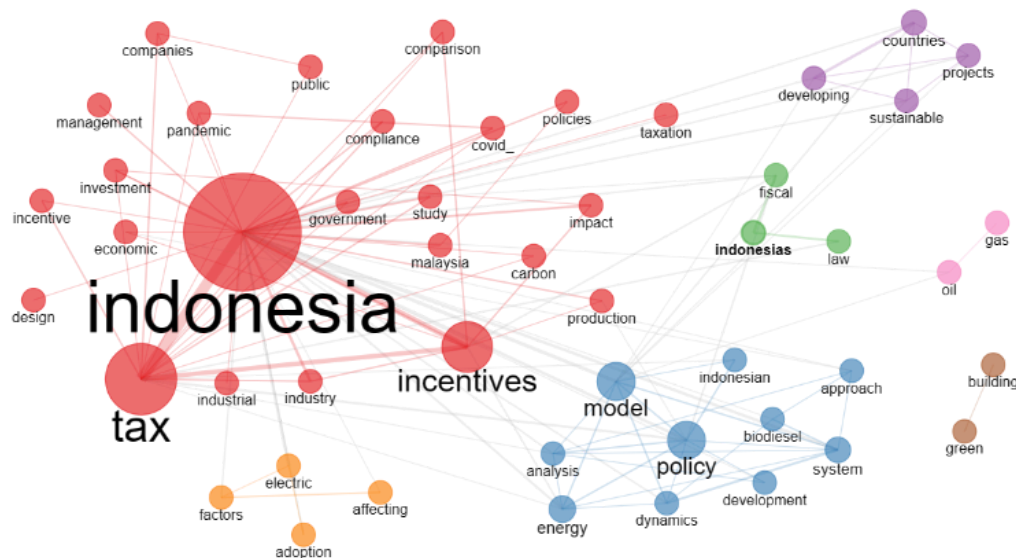 companies
comparison
countries
public
projects
developing
management
pandemic
compliance
covid_
policies
taxation
sustainable
investment
fiscal
incentive
government
study
impact
economic
malaysia
carbon
indonesias
law
gas
oil
design
indonesia
production
tax
industrial
industry
incentives
model
indonesian
approach
building
biodiesel
green
electric
analysis
policy
system
factors
affecting
development
energy
dynamics
adoption